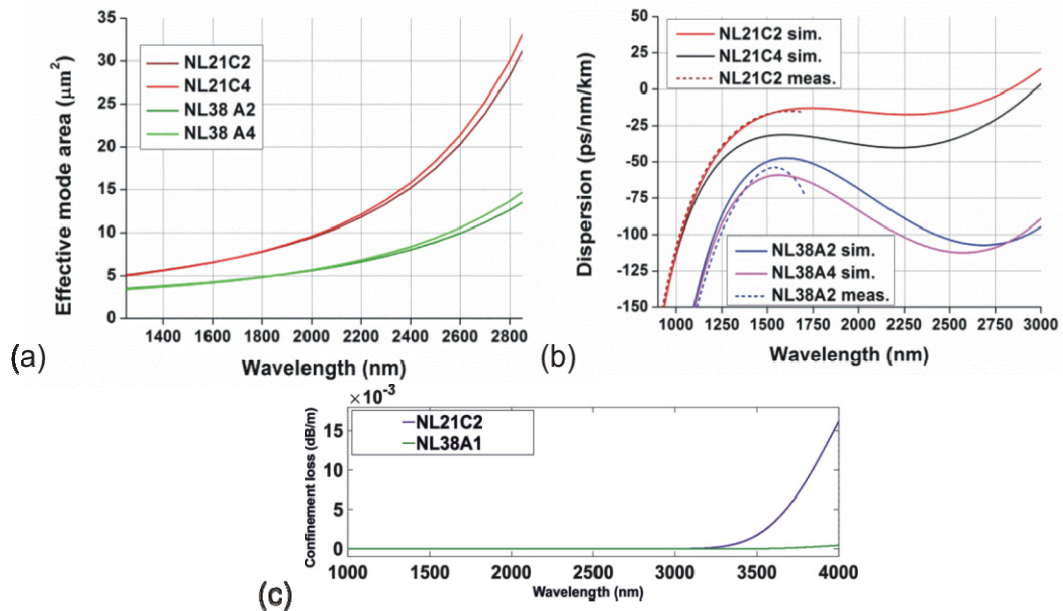 35
30
25
20
15
10
5
0
Effective mode area (μm²)
NL21C2
NL21C4
NL38 A2
NL38 A4
1400 1600 1800 2000 2200 2400 2600 2800
Wavelength (nm)
(a)
NL21C2 sim.
NL21C4 sim.
NL21C2 meas.
0
-25
-50
-75
-100
-125
-150
Dispersion (ps/nm/km)
NL38A2 sim.
NL38A4 sim.
NL38A2 meas.
1000 1250 1500 1750 2000 2250 2500 2750 3000
Wavelength (nm)
(b)
×10⁻³
15
10
5
0
Confinement loss (dB/m)
NL21C2
NL38A1
1000 1500 2000 2500 3000 3500 4000
Wavelength (nm)
(c)